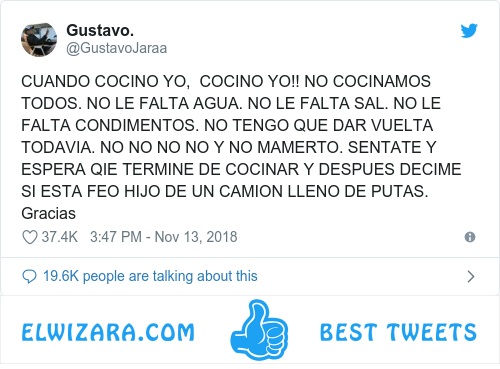 Gustavo.
@GustavoJaraa
CUANDO COCINO YO, COCINO YO!! NO COCINAMOS
TODOS. NO LE FALTA AGUA. NO LE FALTA SAL. NO LE
FALTA CONDIMENTOS. NO TENGO QUE DAR VUELTA
TODAVIA. NO NO NO NO Y NO MAMERTO. SENTATE Y
ESPERA QIE TERMINE DE COCINAR Y DESPUES DECIME
SI ESTA FEO HIJO DE UN CAMION LLENO DE PUTAS.
Gracias
37.4K 3:47 PM - Nov 13, 2018
19.6K people are talking about this
ELWIZARA.COM BEST TWEETS